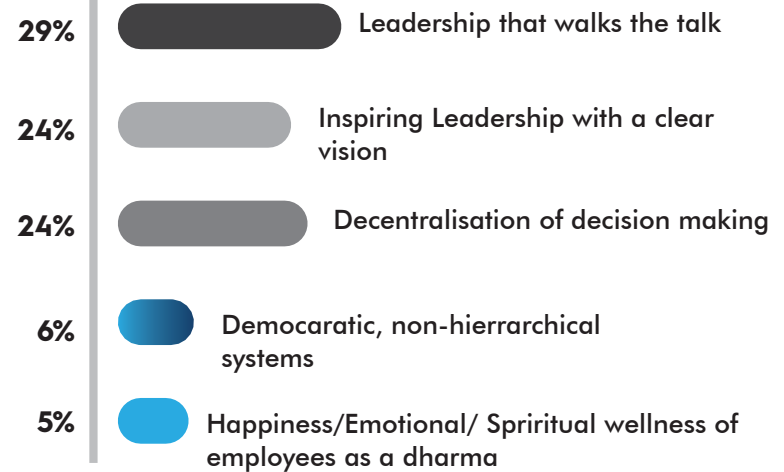 29% Leadership that walks the talk
24% Inspiring Leadership with a clear
vision
24% Decentralisation of decision making
6% Democaratic, non-hierrarchical
systems
5% Happiness/Emotional/ Spriritual wellness of
employees as a dharma